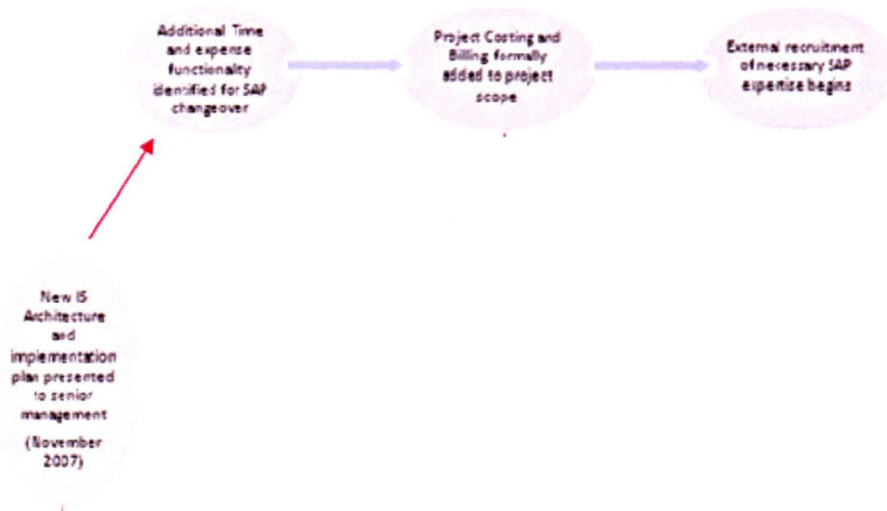 Additional Time
and expense
functionality
identified for SAP
changeover
Project Costing and
Billing formally
added to project
scope
External recruitment
of necessary SAP
expertise begins
New IS
Architecture
and
implementation
plan presented
to senior
management
(November
2007)